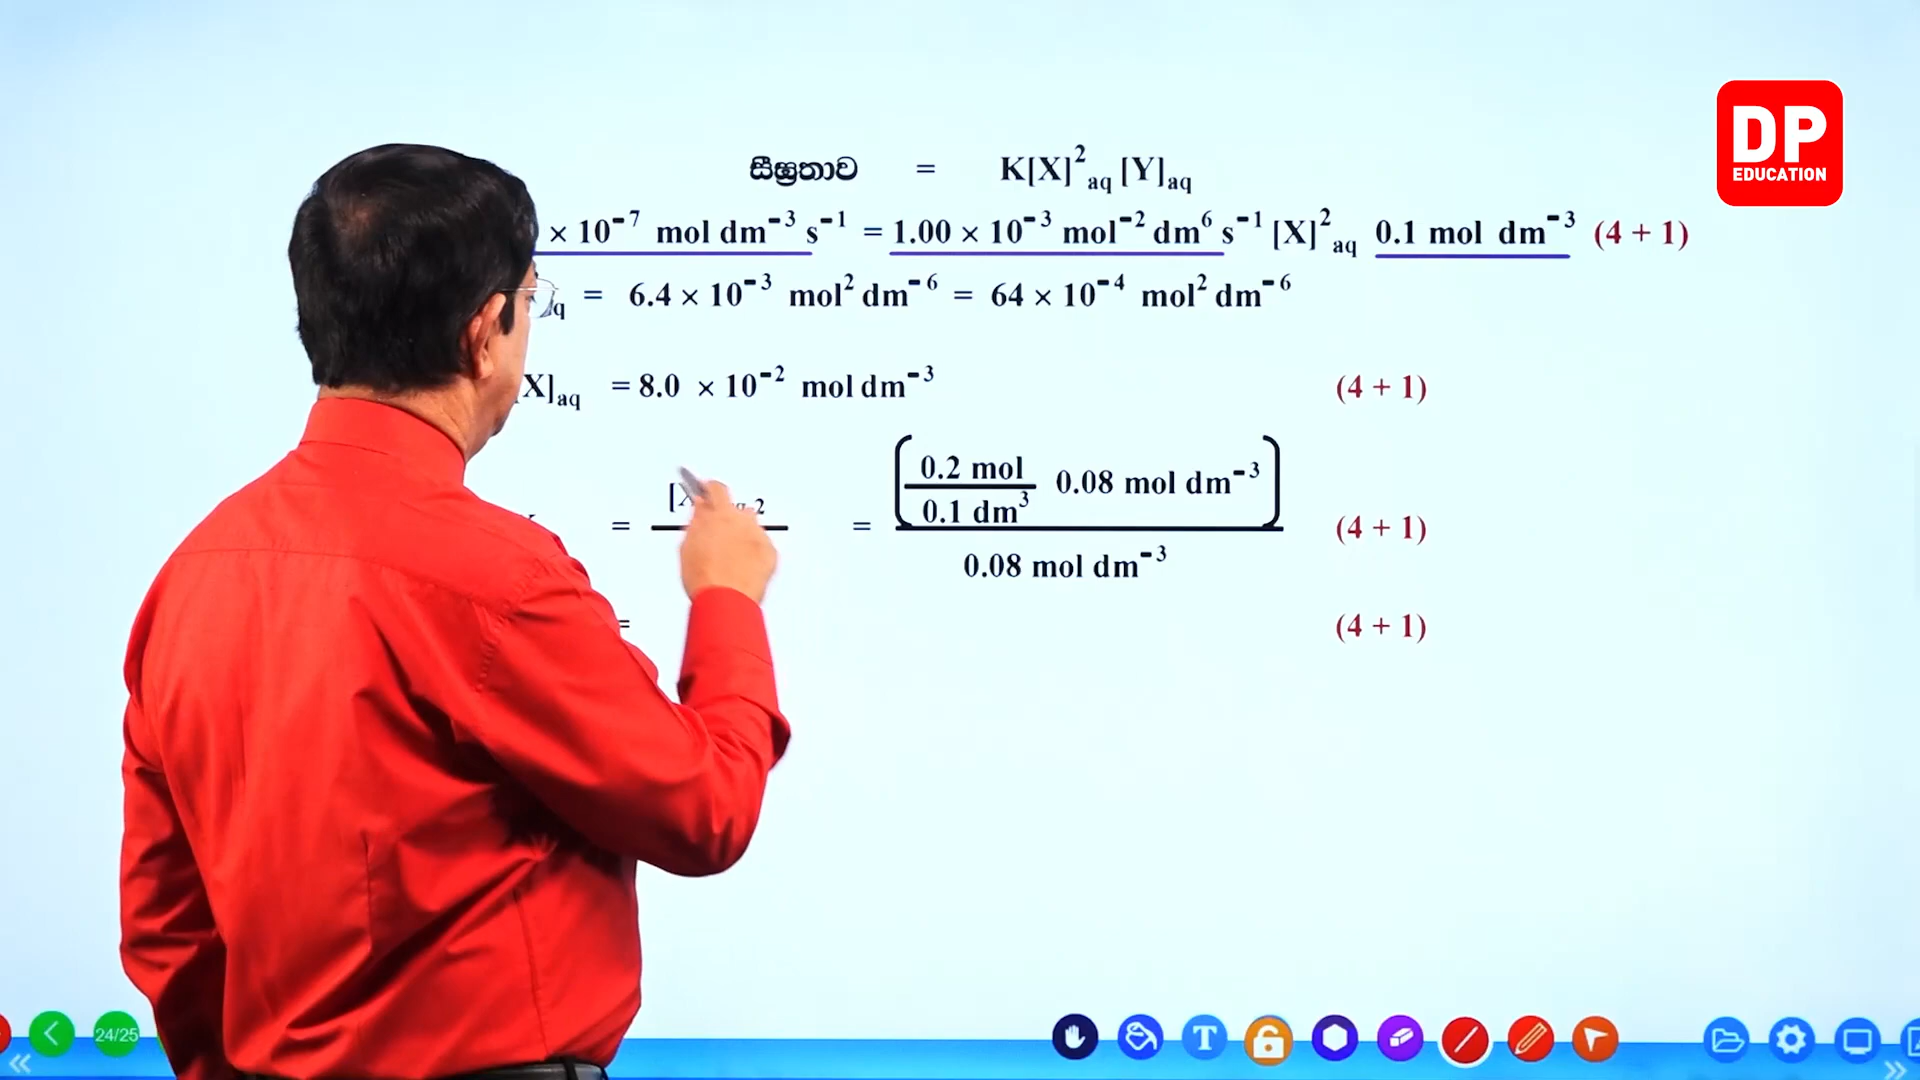 DP
EDUCATION
සීඝ්‍රතාව = K[X]²aq [Y]aq
× 10⁻⁷ mol dm⁻³ s⁻¹ = 1.00 × 10⁻³ mol⁻² dm⁶ s⁻¹ [X]²aq 0.1 mol dm⁻³ (4 + 1)
q = 6.4 × 10⁻³ mol² dm⁻⁶ = 64 × 10⁻⁴ mol² dm⁻⁶
X]aq = 8.0 × 10⁻² mol dm⁻³ (4 + 1)
0.2 mol
= [X = 0.08 mol dm⁻³ (4 + 1)
0.1 dm³
0.08 mol dm⁻³
= (4 + 1)
24/25
T